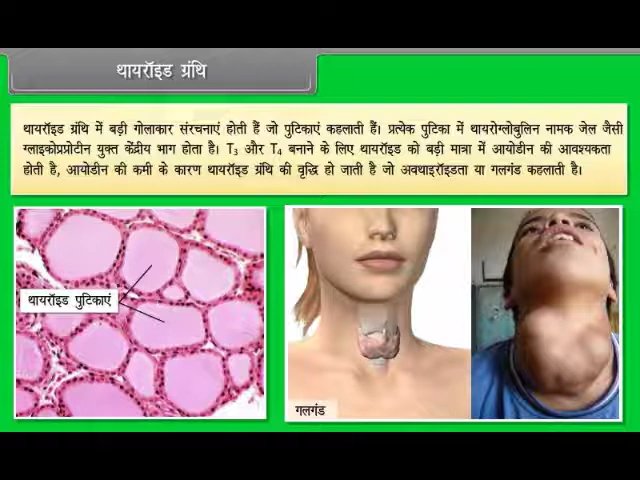 थायरॉइड ग्रंथि
थायरॉइड ग्रंथि में बड़ी गोलाकार संरचनाएं होती हैं जो पुटिकाएं कहलाती हैं। प्रत्येक पुटिका में थायरोग्लोबुलिन नामक जेल जैसी
ग्लाइकोप्रप्रोटीन युक्त केंद्रीय भाग होता है। T₃ और T₄ बनाने के लिए थायरॉइड को बड़ी मात्रा में आयोडीन की आवश्यकता
होती है, आयोडीन की कमी के कारण थायरॉइड ग्रंथि की वृद्धि हो जाती है जो अवथाइरॉइडता या गलगंड कहलाती है।
थायरॉइड पुटिकाएं
गलगंड